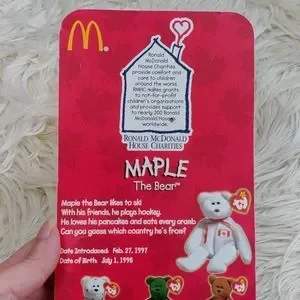 Ronald
McDonald
House Charities
provide comfort and
care to children
around the world.
RMHC makes grants
to not-for-profit
children's organizations
and provides support
to nearly 200 Ronald
McDonald House
worldwide.
RONALD MCDONALD
HOUSE CHARITIES
MAPLE
The Bear™
Maple the Bear likes to ski
With his friends, he plays hockey.
He loves his pancakes and eats every crumb
Can you guess which country he's from?
Date Introduced: Feb. 27, 1997
Date of Birth: July 1, 1996